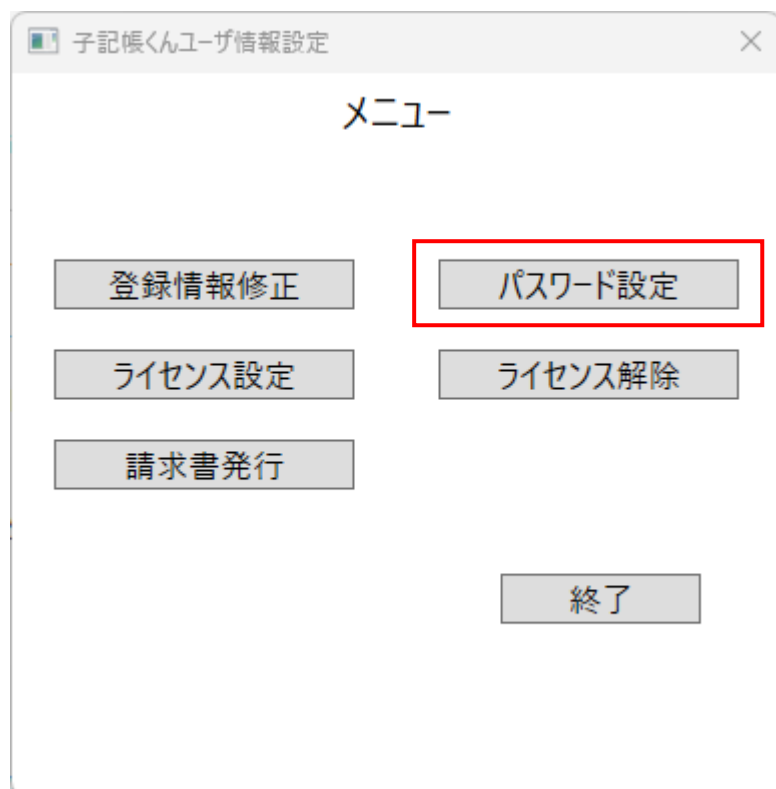 子記帳くんユーザ情報設定
メニュー
登録情報修正
パスワード設定
ライセンス設定
ライセンス解除
請求書発行
終了